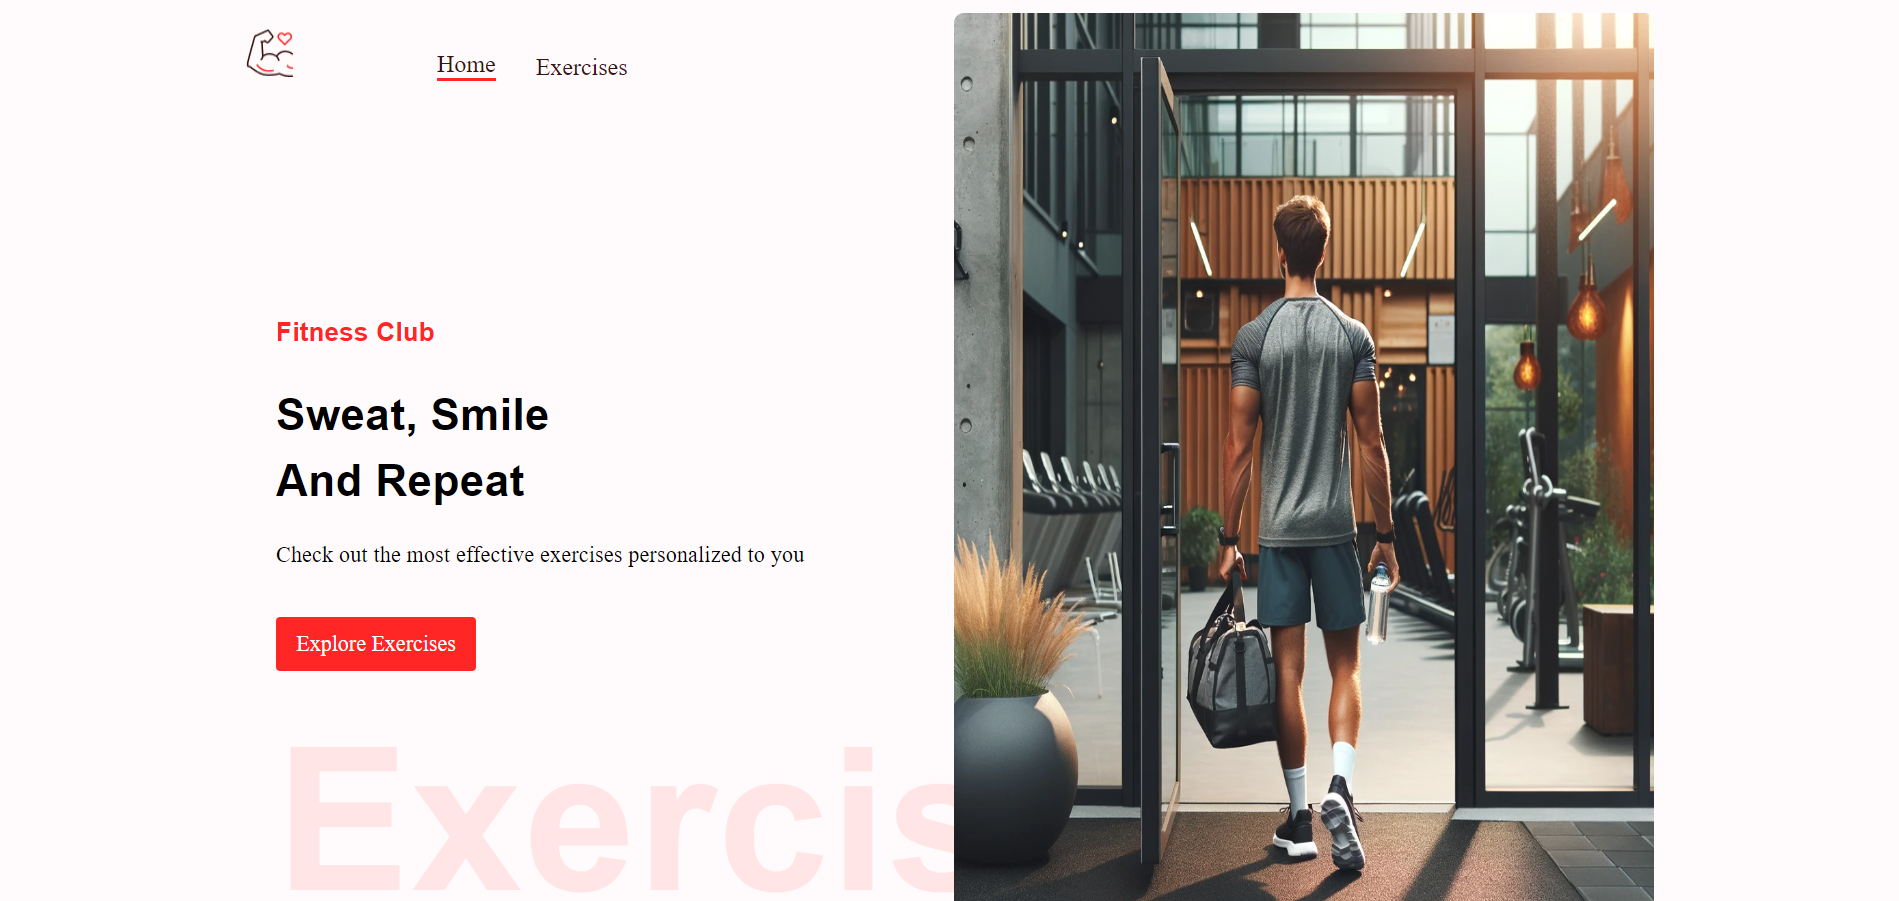 Home
Exercises
Fitness Club
Sweat, Smile
And Repeat
Check out the most effective exercises personalized to you
Explore Exercises
Exercis